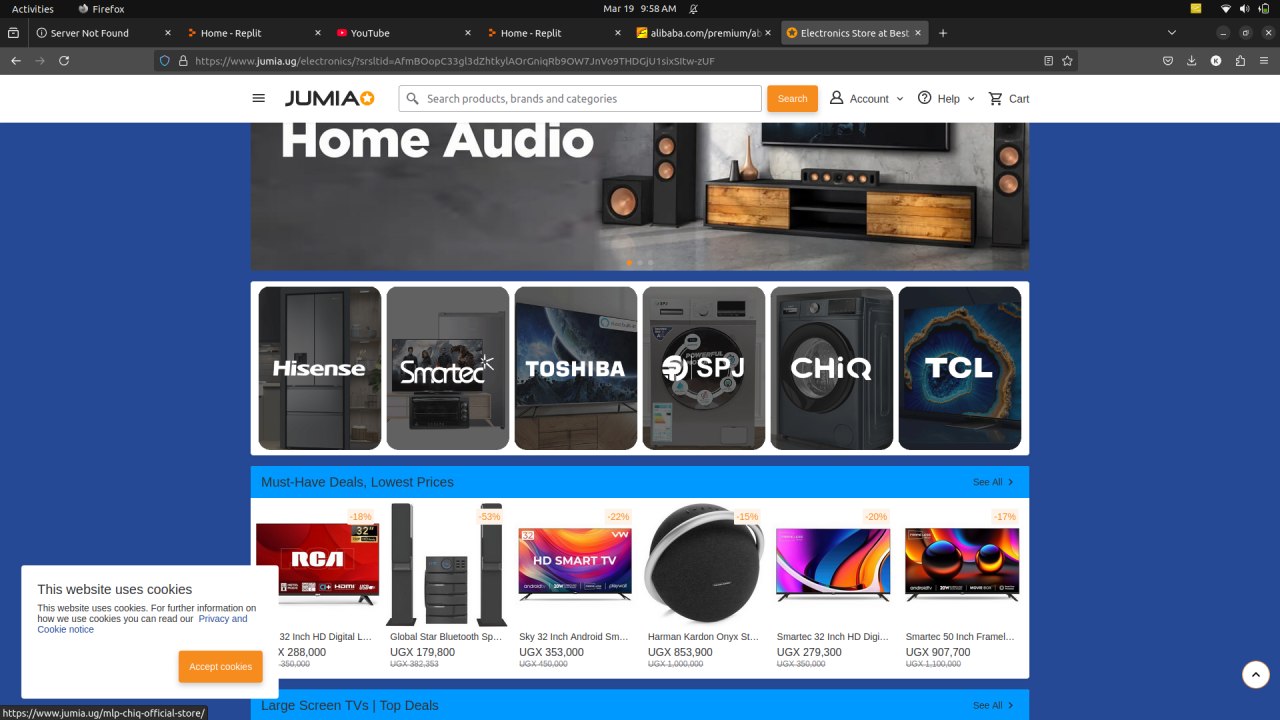 Activities Firefox Mar 19 9:58 AM
Server Not Found Home - Replit YouTube Home - Replit alibaba.com/premium/ab Electronics Store at Best
https://www.jumia.ug/electronics/?srsltid=AfmBOopC33gl3dZhtkylAOrGniqRb9OW7JnVo9THDGjU1sixSItw-zUF
JUMIA Search products, brands and categories Search Account Help Cart
Home Audio
Hisense Smartec TOSHIBA SPJ CHiQ TCL
Must-Have Deals, Lowest Prices See All
-18% -53% -22% -15% -20% -17%
32"
RCA
32
VW
HD SMART TV
HDMI
androidtv 20W
32 Inch HD Digital L... Global Star Bluetooth Sp... Sky 32 Inch Android Sm... Harman Kardon Onyx St... Smartec 32 Inch HD Digi... Smartec 50 Inch Framel...
X 288,000 UGX 179,800 UGX 353,000 UGX 853,900 UGX 279,300 UGX 907,700
350,000 UGX 382,353 UGX 450,000 UGX 1,000,000 UGX 350,000 UGX 1,100,000
This website uses cookies
This website uses cookies. For further information on
how we use cookies you can read our Privacy and
Cookie notice
Accept cookies
Large Screen TVs | Top Deals See All
https://www.jumia.ug/mlp-chiq-official-store/